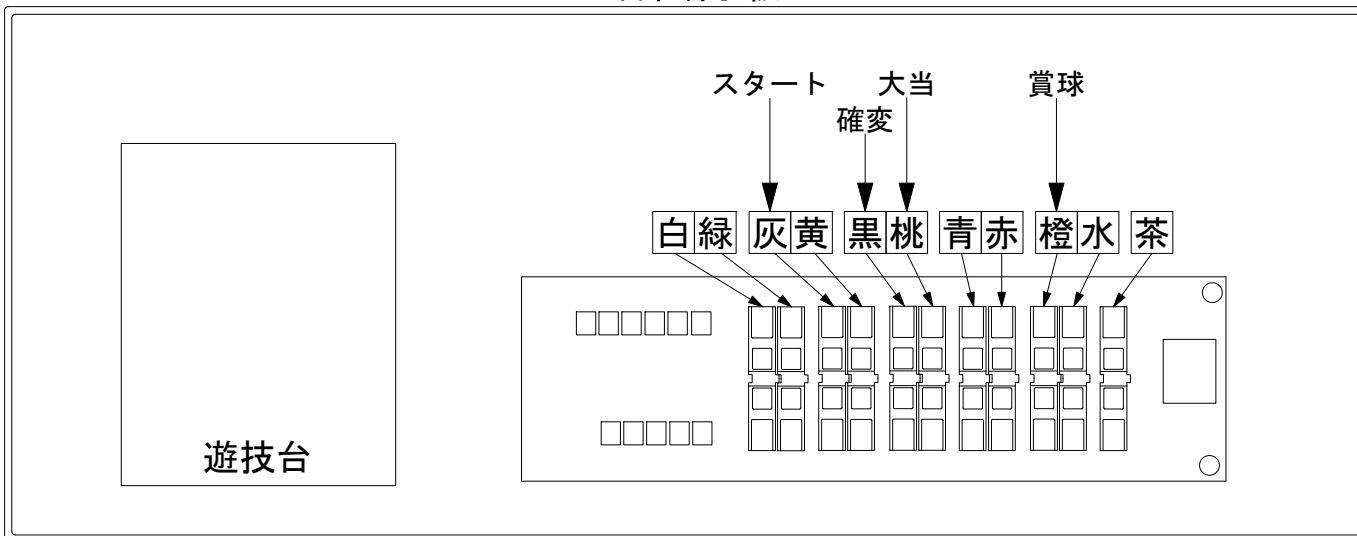 スタート
大当
賞球
確変
白緑 灰黄 黒桃 青赤 橙水 茶
遊技台